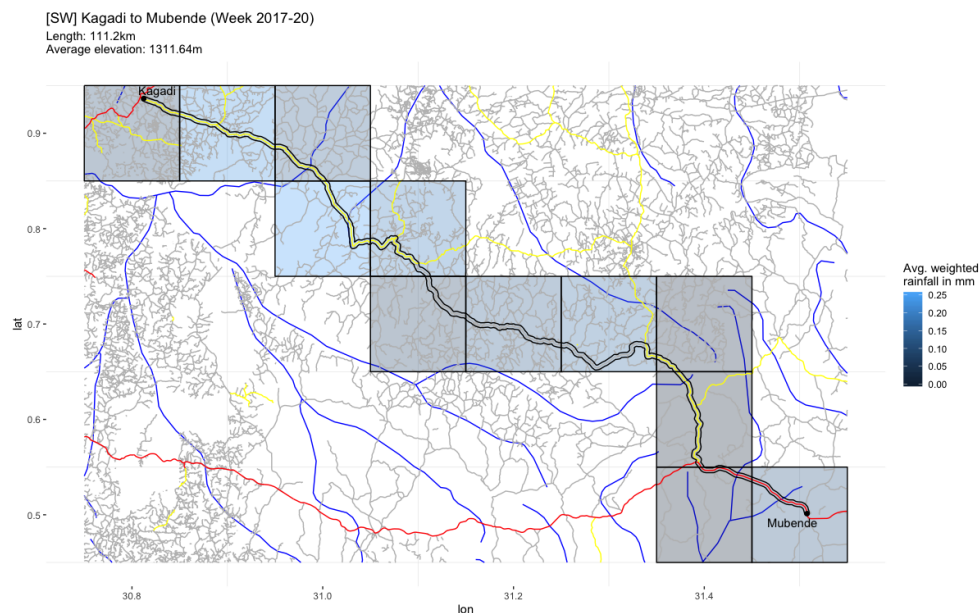 [SW] Kagadi to Mubende (Week 2017-20)
Length: 111.2km
Average elevation: 1311.64m
Kagadi
0.9
0.8
0.7
0.6
0.5
lat
Avg. weighted
rainfall in mm
0.25
0.20
0.15
0.10
0.05
0.00
Mubende
30.8
31.0
31.2
31.4
lon